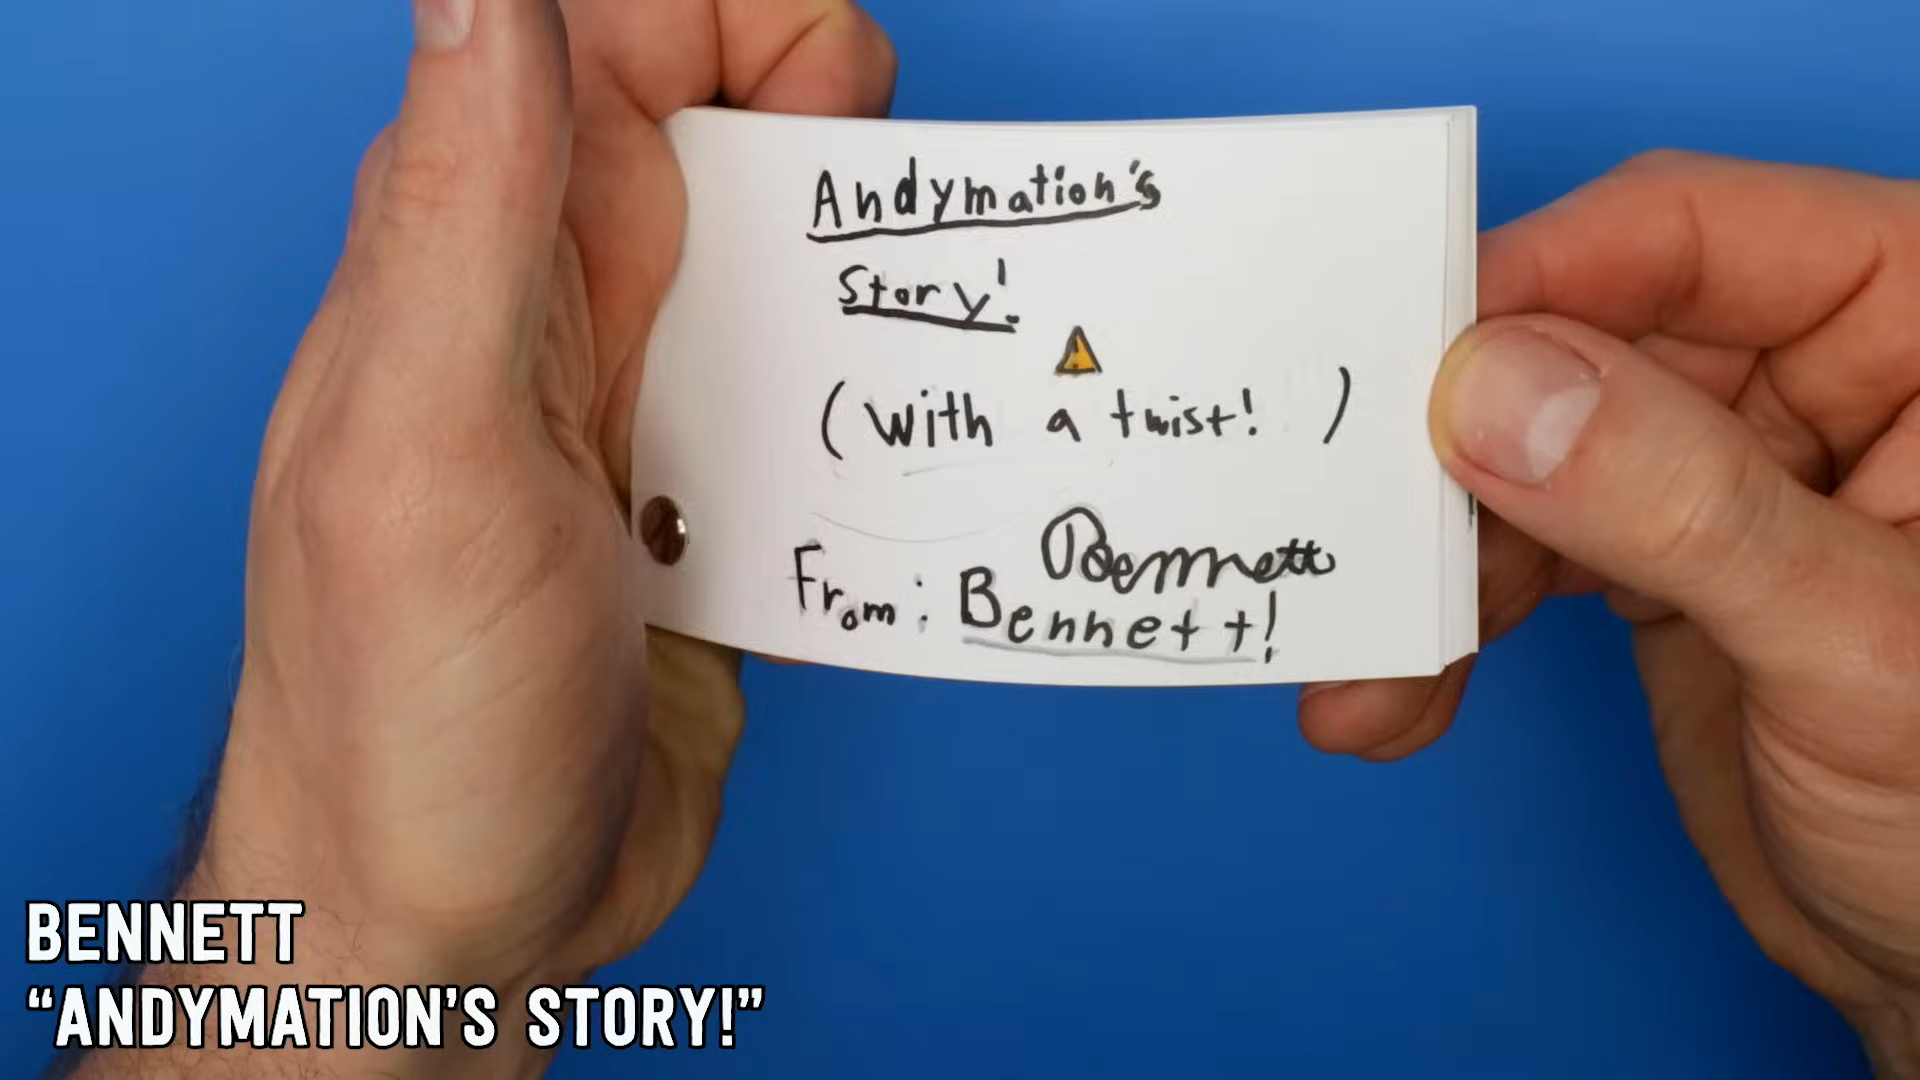 Andymation's
Story!
(with a twist! )
Bennett
From: Bennett!
BENNETT
“ANDYMATION’S STORY!”